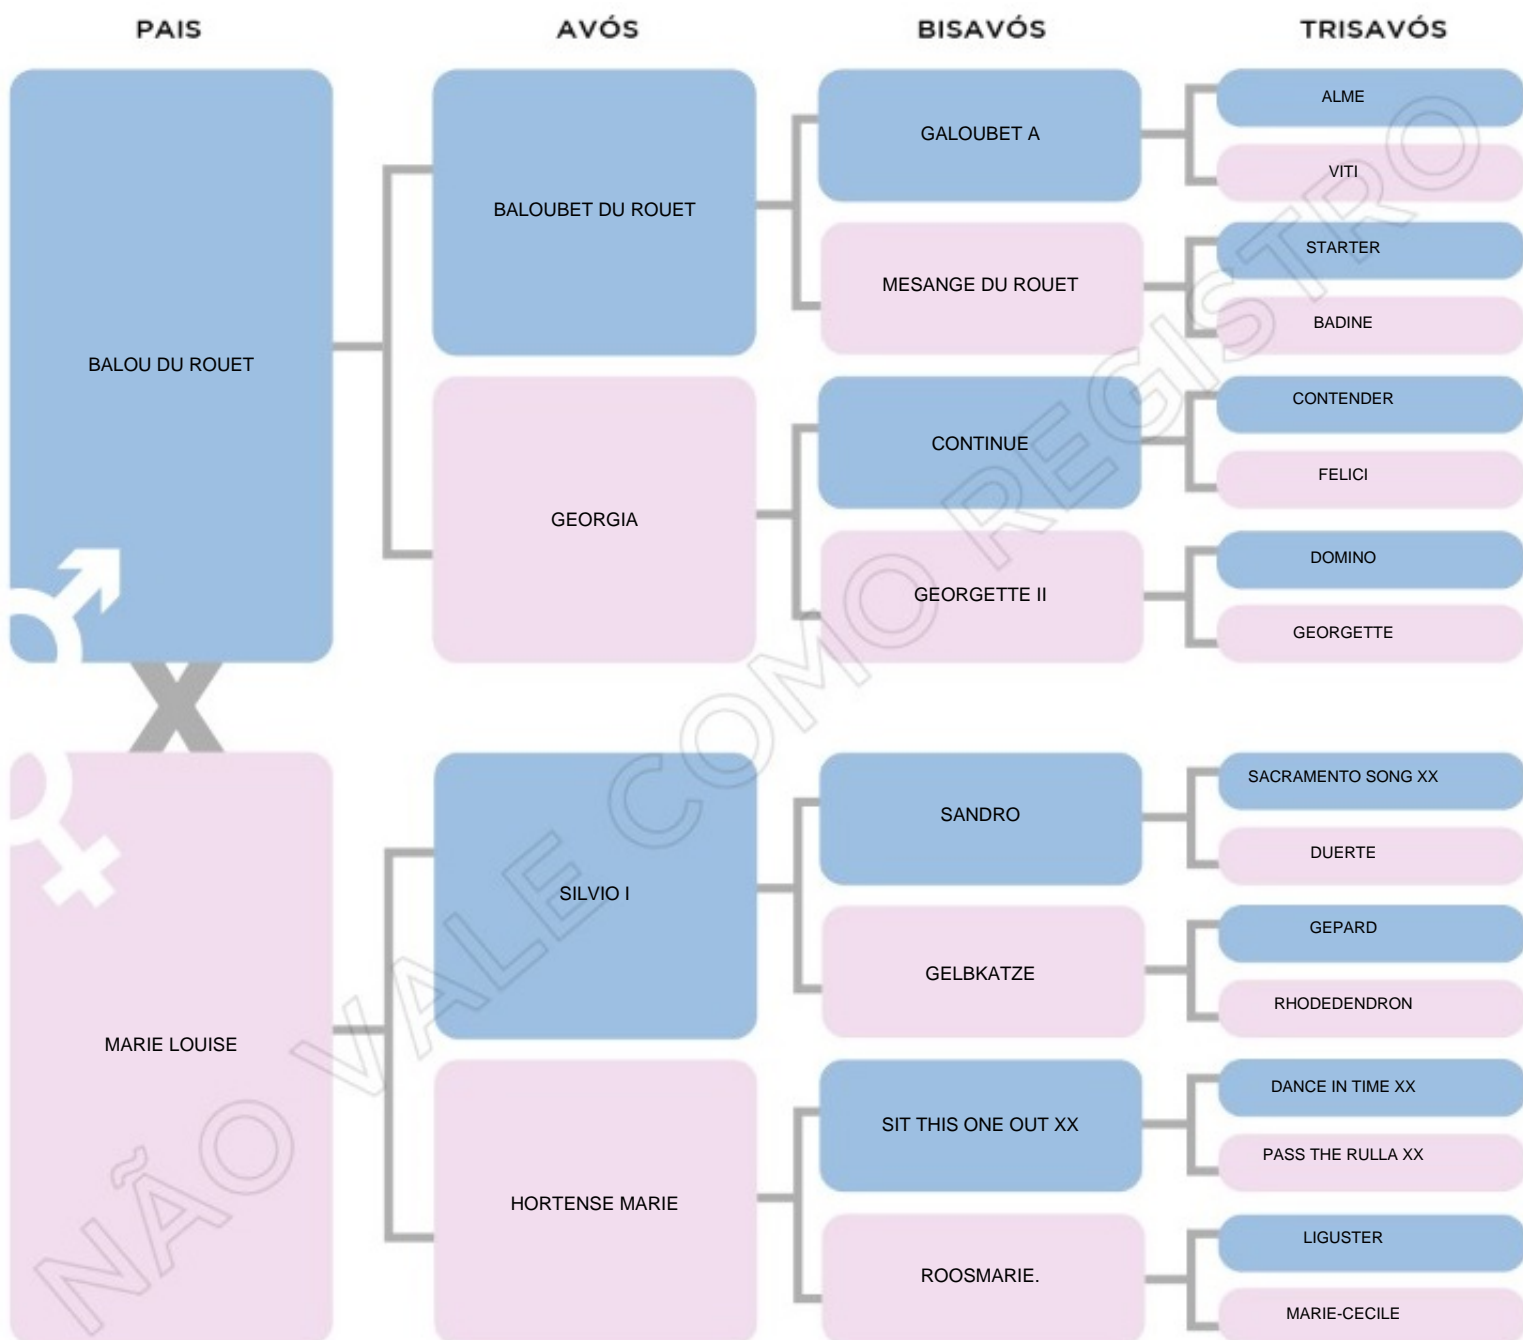 PAIS
AVÓS
BISAVÓS
TRISAVÓS
BALOU DU ROUET
BALOUBET DU ROUET
GEORGIA
GALOUBET A
MESANGE DU ROUET
CONTINUE
GEORGETTE II
ALME
VITI
STARTER
BADINE
CONTENDER
FELICI
DOMINO
GEORGETTE
X
MARIE LOUISE
SILVIO I
HORTENSE MARIE
SANDRO
GELBKATZE
SIT THIS ONE OUT XX
ROOSMARIE.
SACRAMENTO SONG XX
DUERTE
GEPARD
RHODEDENDRON
DANCE IN TIME XX
PASS THE RULLA XX
LIGUSTER
MARIE-CECILE
NÃO VALE COMO REGISTRO